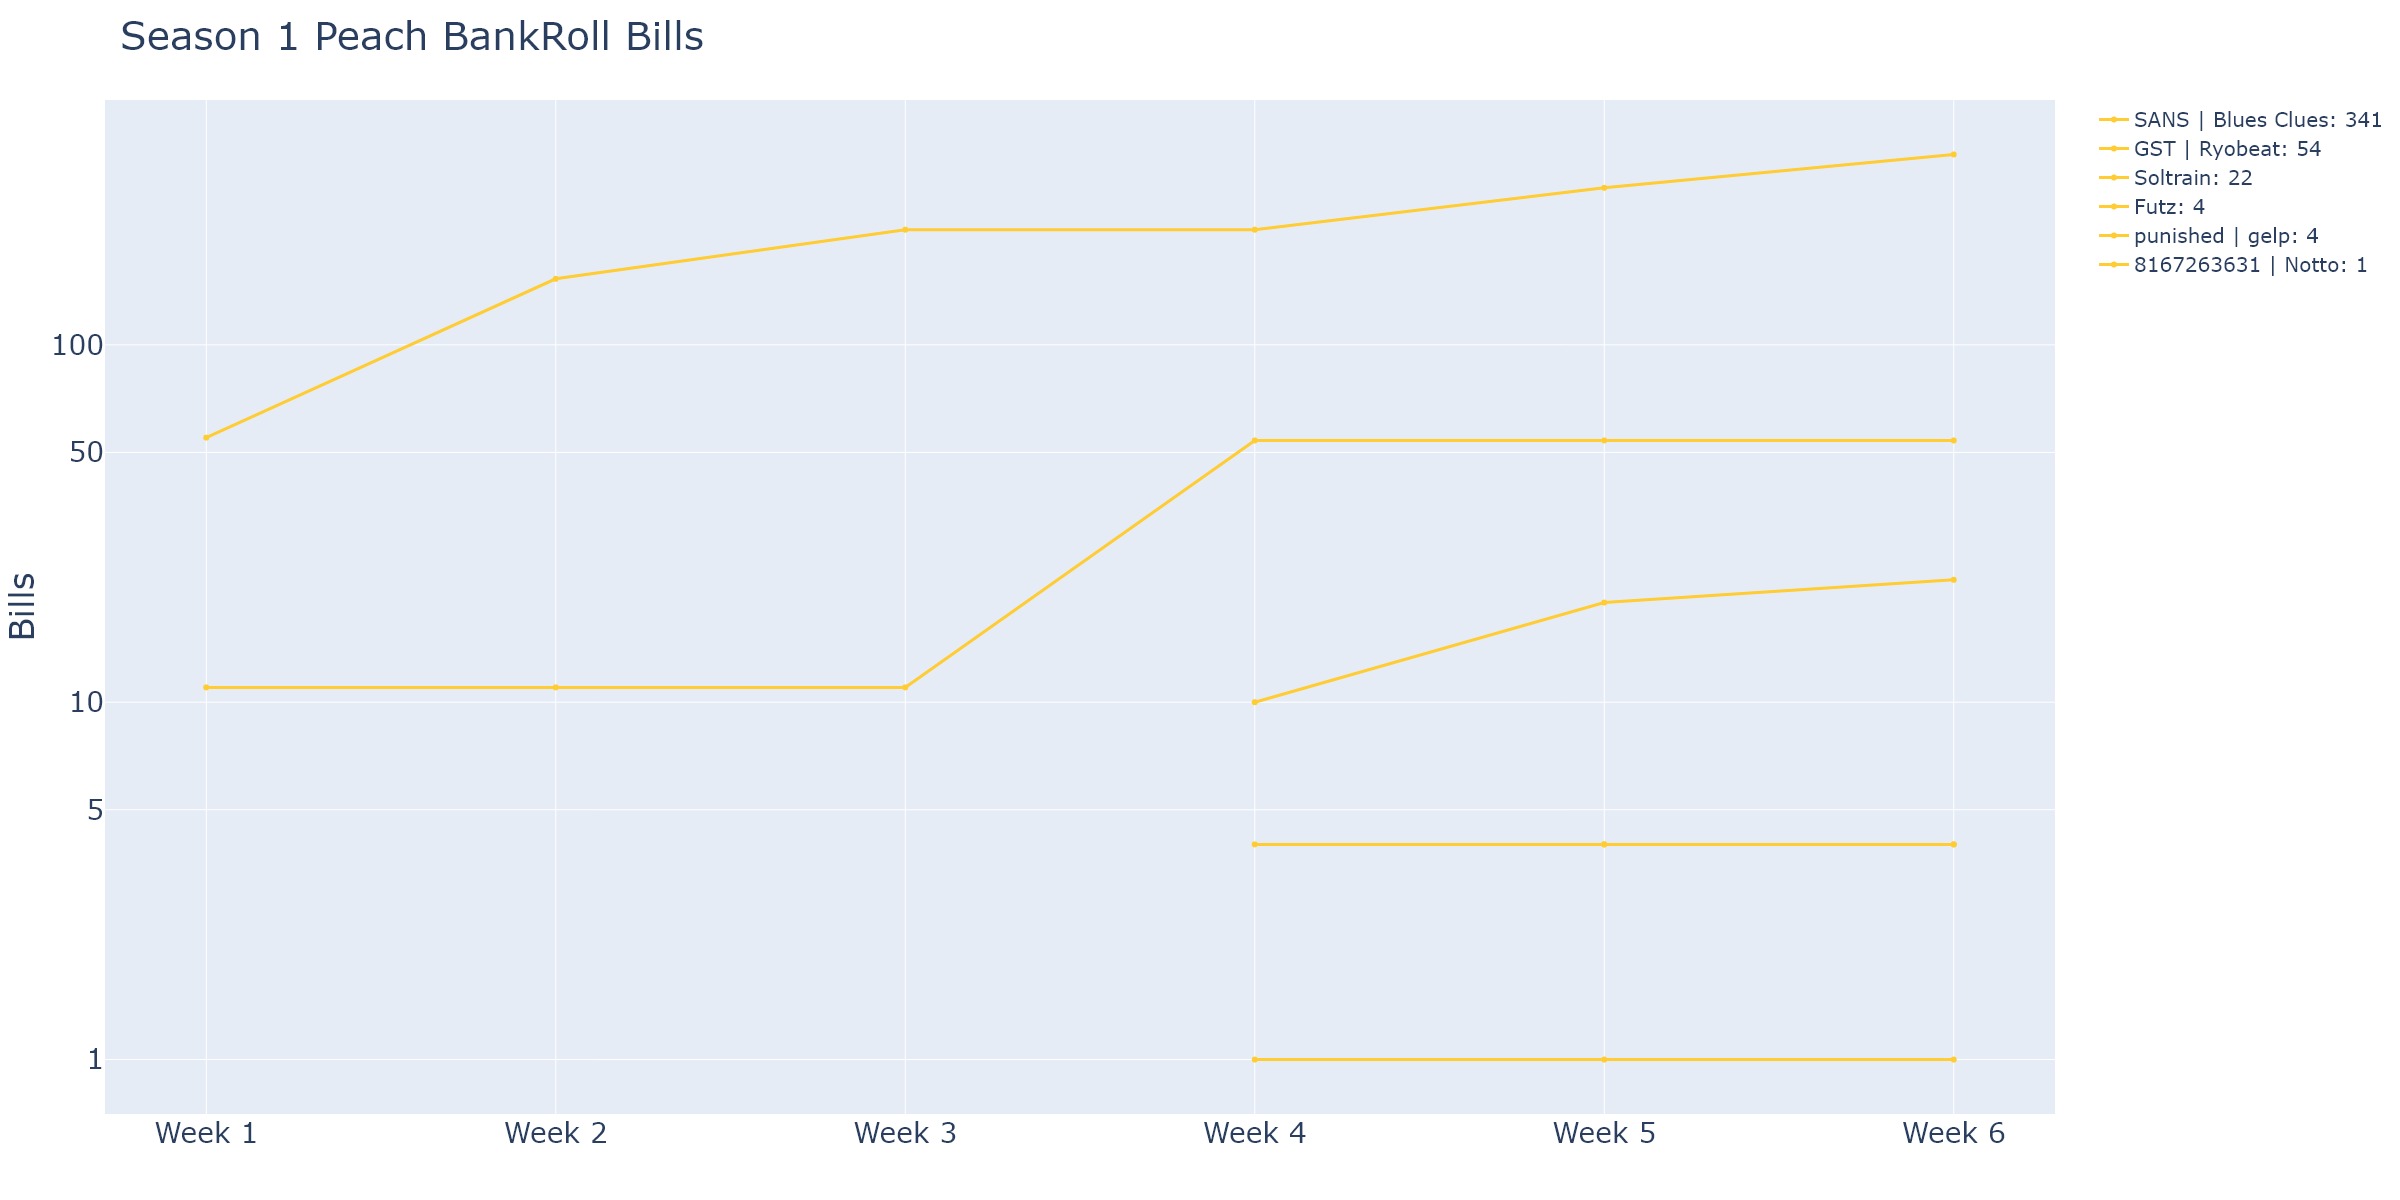 Season 1 Peach BankRoll Bills
SANS | Blues Clues: 341
GST | Ryobeat: 54
Soltrain: 22
Futz: 4
punished | gelp: 4
8167263631 | Notto: 1
Bills
100
50
10
5
1
Week 1 Week 2 Week 3 Week 4 Week 5 Week 6